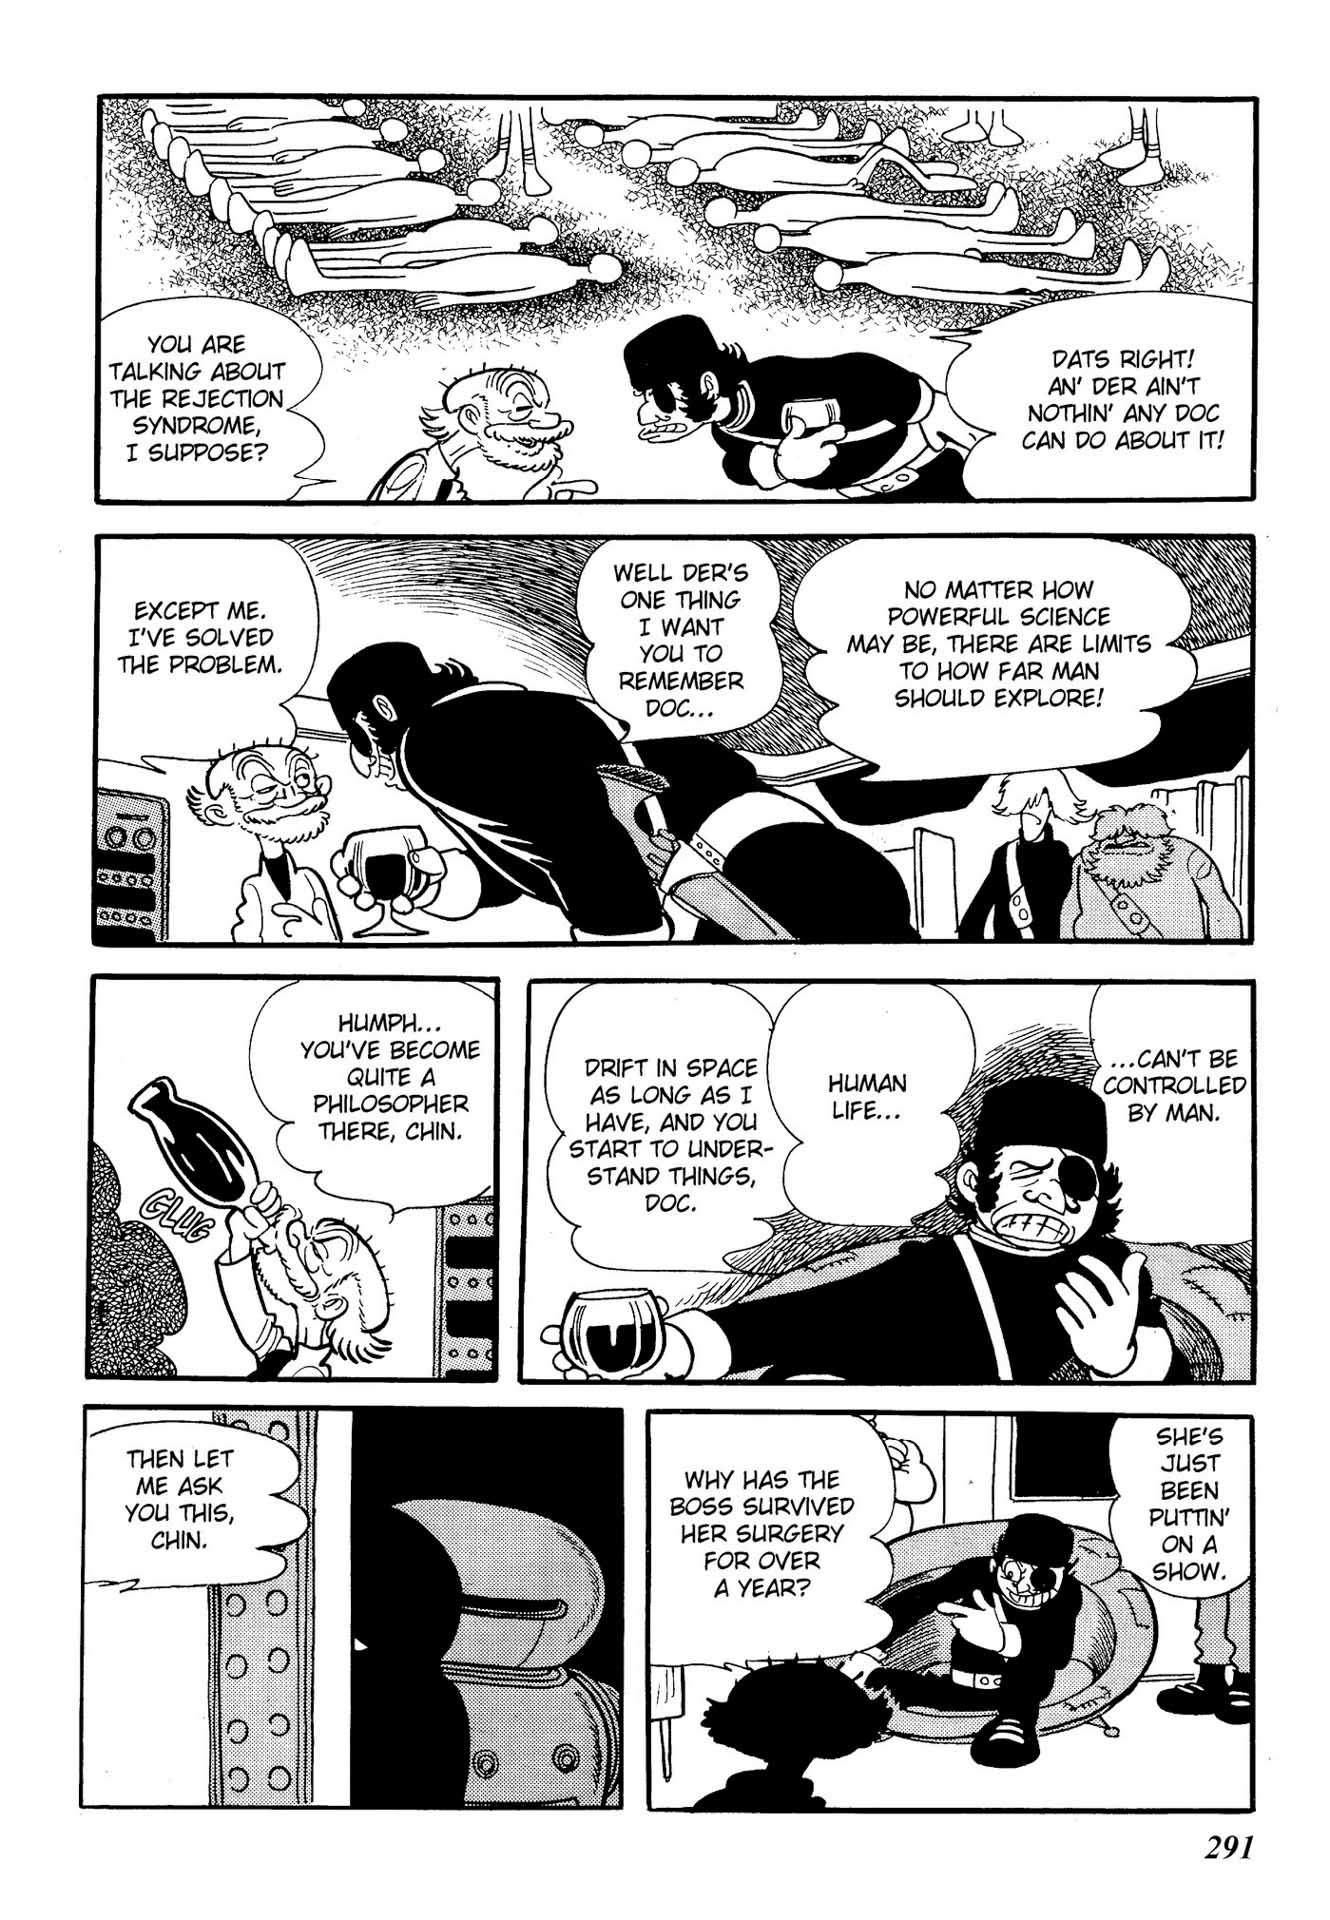 YOU ARE
TALKING ABOUT
THE REJECTION
SYNDROME,
I SUPPOSE?
DATS RIGHT!
AN' DER AIN'T
NOTHIN' ANY DOC
CAN DO ABOUT IT!
EXCEPT ME.
I'VE SOLVED
THE PROBLEM.
WELL DER'S
ONE THING
I WANT
YOU TO
REMEMBER
DOC...
NO MATTER HOW
POWERFUL SCIENCE
MAY BE, THERE ARE LIMITS
TO HOW FAR MAN
SHOULD EXPLORE!
HUMPH...
YOU'VE BECOME
QUITE A
PHILOSOPHER
THERE, CHIN.
GLUG
DRIFT IN SPACE
AS LONG AS I
HAVE, AND YOU
START TO UNDER-
STAND THINGS,
DOC.
HUMAN
LIFE...
...CAN'T BE
CONTROLLED
BY MAN.
THEN LET
ME ASK
YOU THIS,
CHIN.
WHY HAS THE
BOSS SURVIVED
HER SURGERY
FOR OVER
A YEAR?
SHE'S
JUST
BEEN
PUTTIN'
ON A
SHOW.
291